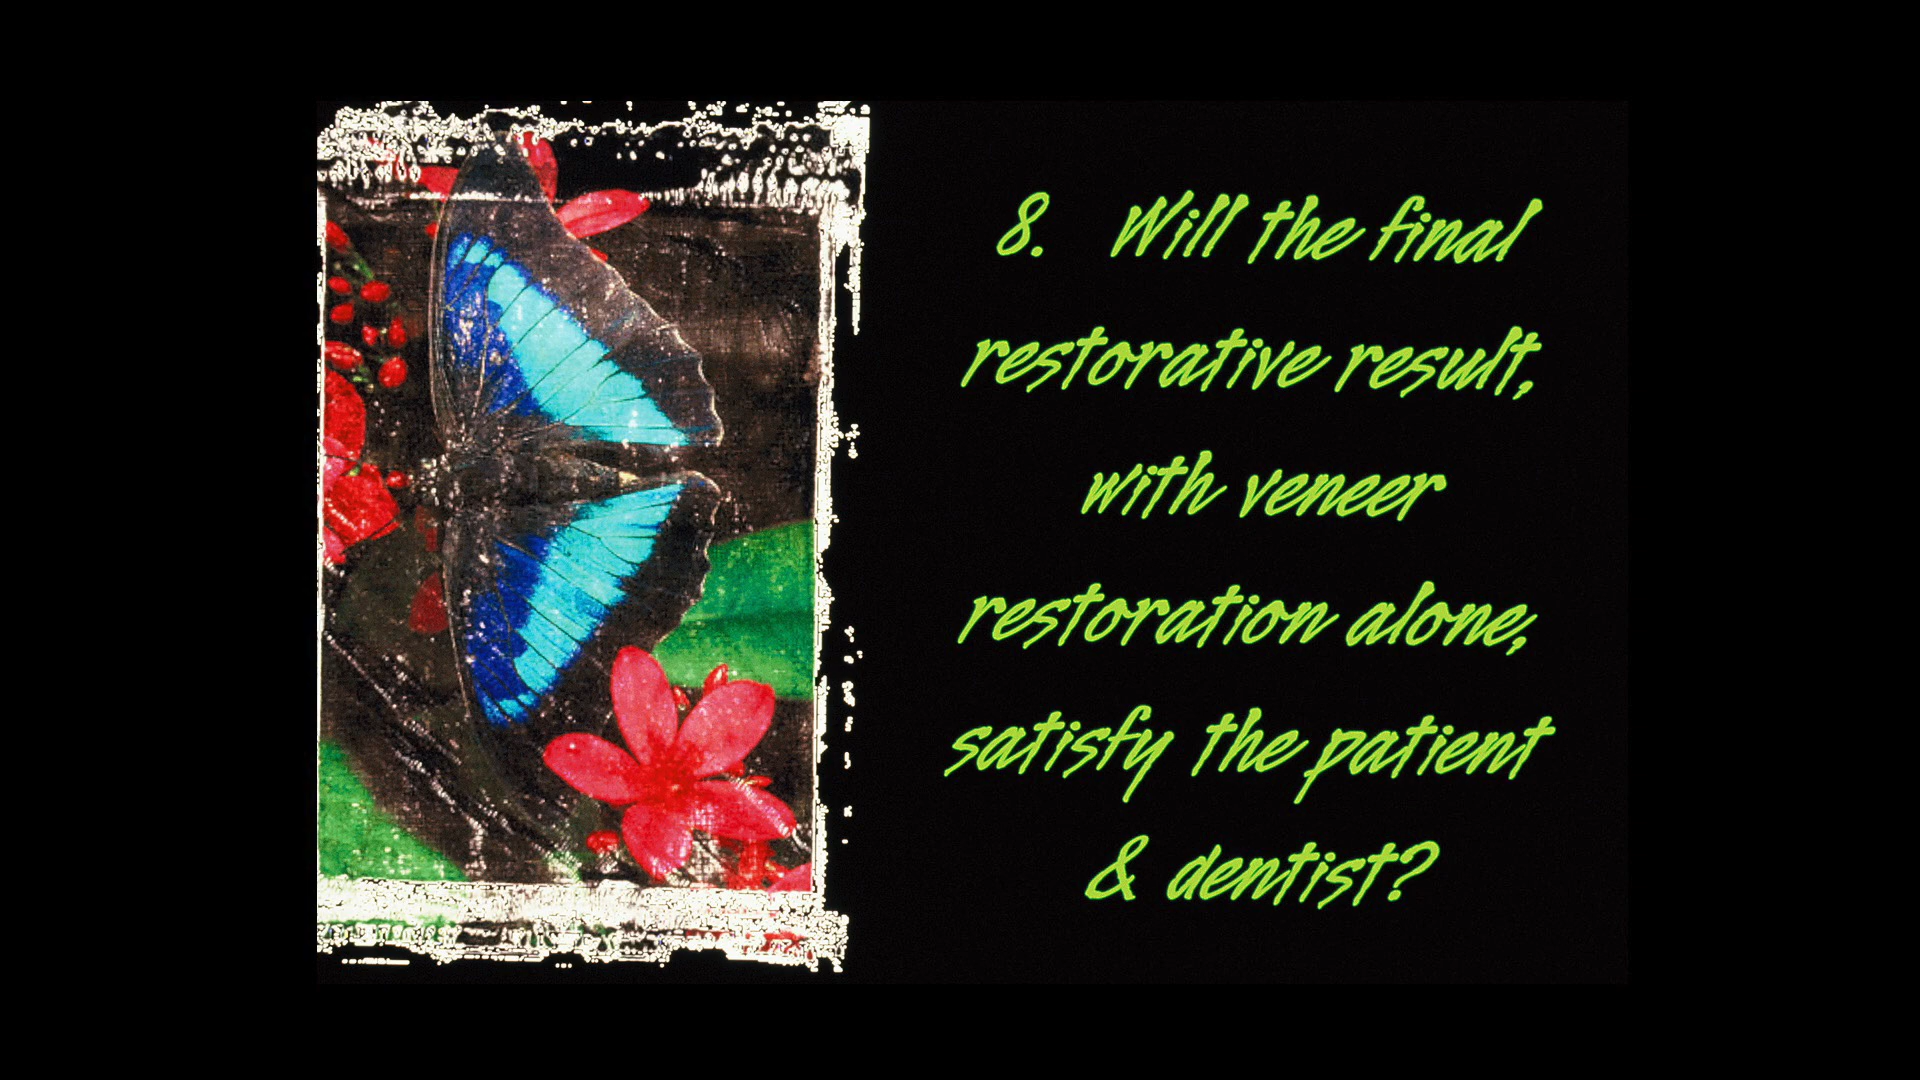 8. Will the final
restorative result,
with veneer
restoration alone,
satisfy the patient
& dentist?